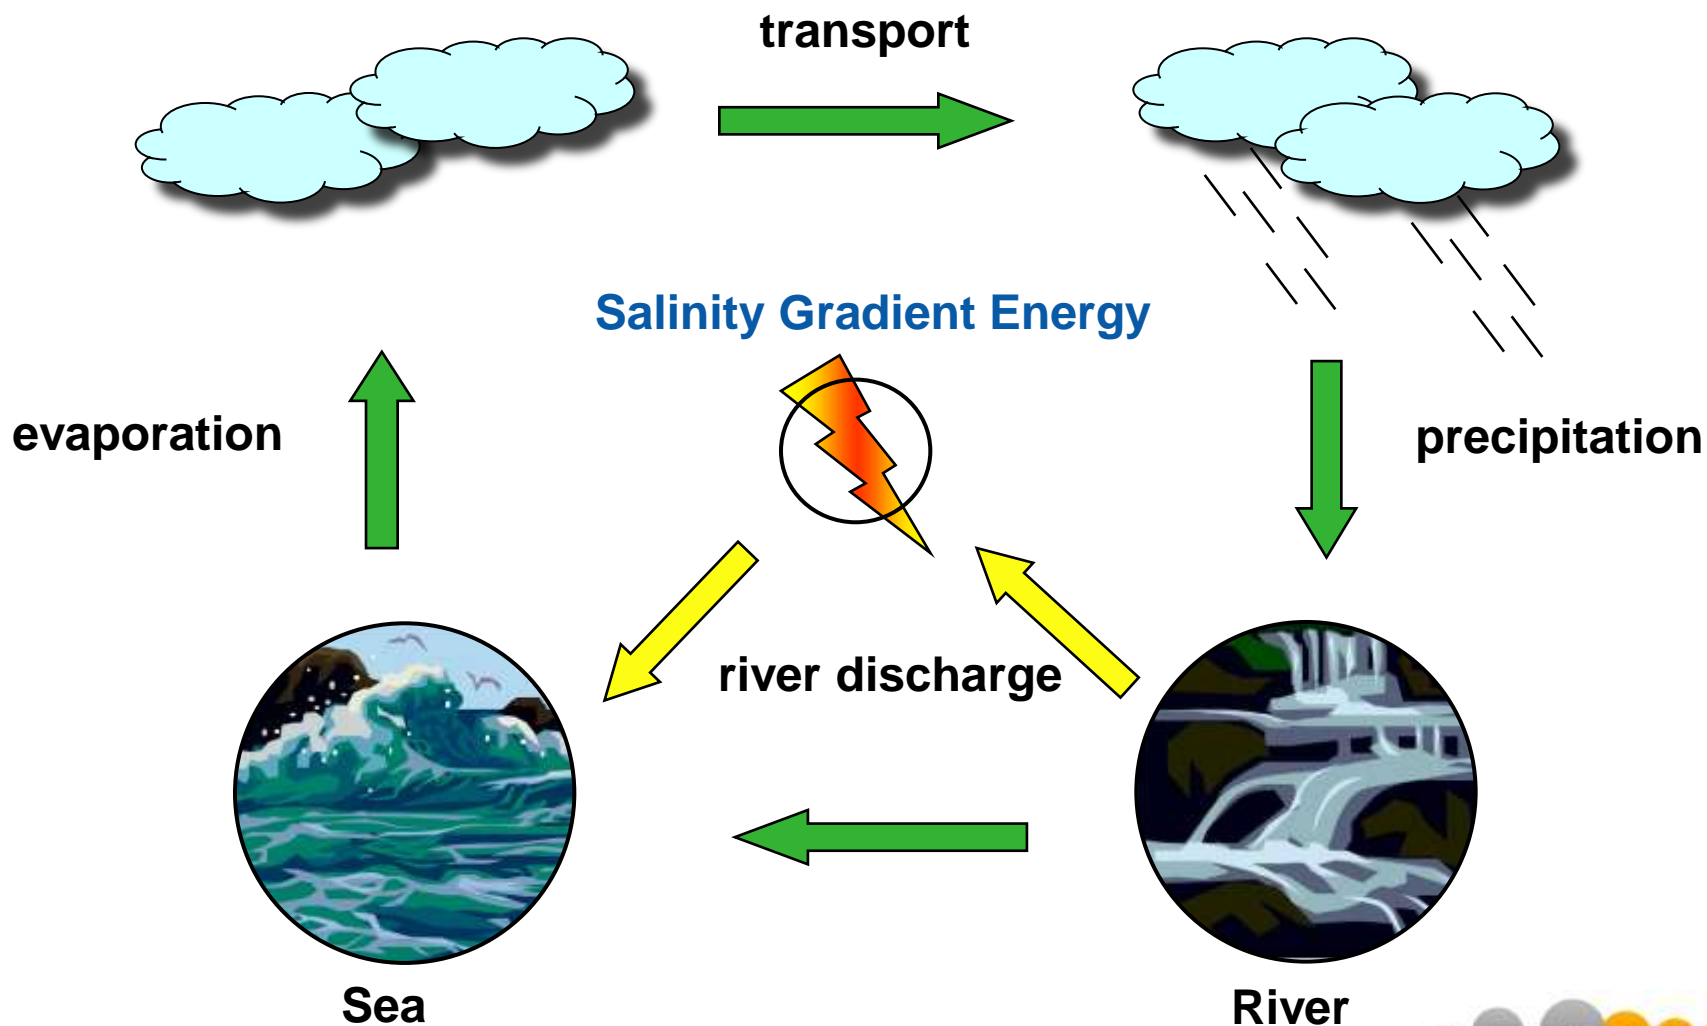 transport
Salinity Gradient Energy
evaporation
precipitation
river discharge
Sea
River